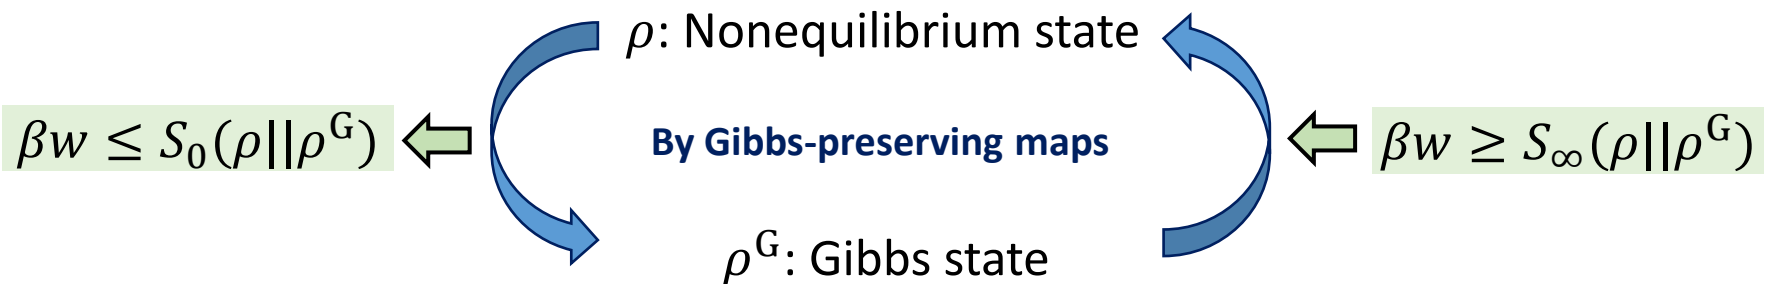 ρ: Nonequilibrium state
βw ≤ S₀(ρ||ρᴳ)
By Gibbs-preserving maps
βw ≥ S∞(ρ||ρᴳ)
ρᴳ: Gibbs state